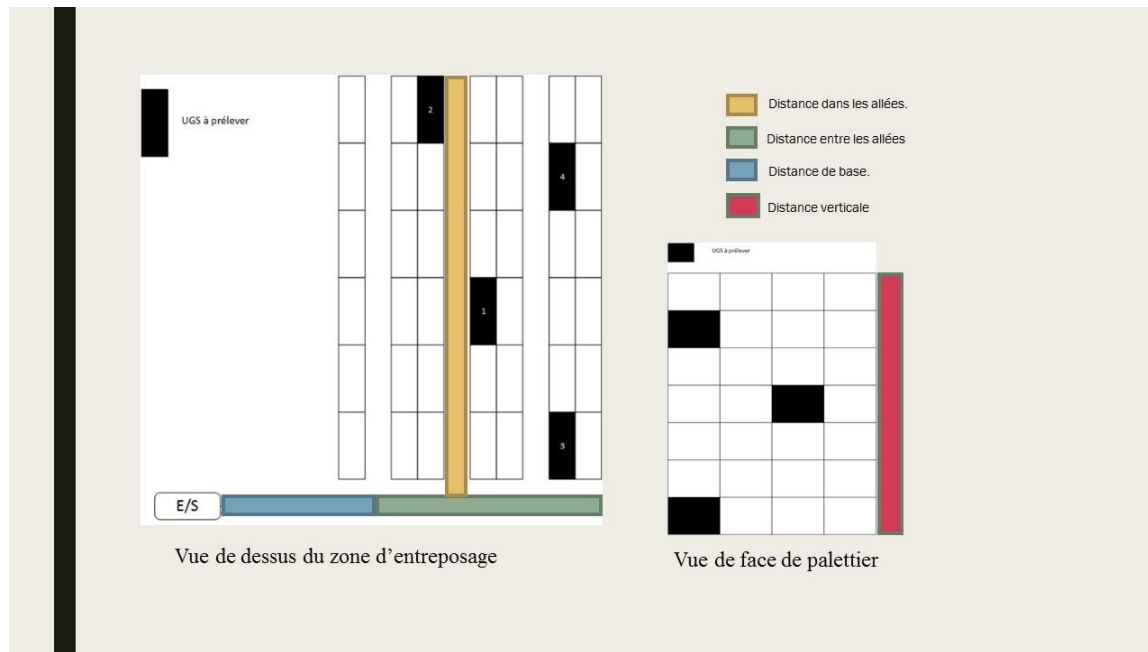 UGS à prélever
2
4
1
3
E/S
Vue de dessus du zone d’entreposage
Distance dans les allées.
Distance entre les allées
Distance de base.
Distance verticale
UGS à prélever
Vue de face de palettier